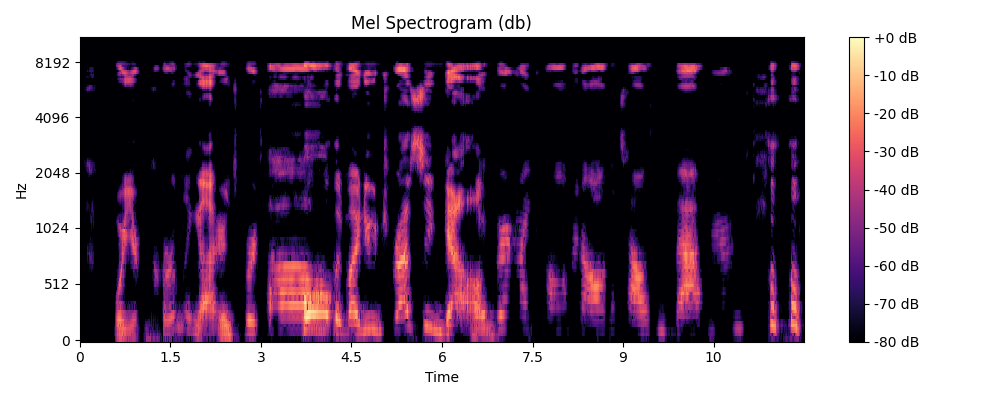 Mel Spectrogram (db)
8192
4096
2048
1024
512
0
Hz
0 1.5 3 4.5 6 7.5 9 10
Time
+0 dB
-10 dB
-20 dB
-30 dB
-40 dB
-50 dB
-60 dB
-70 dB
-80 dB